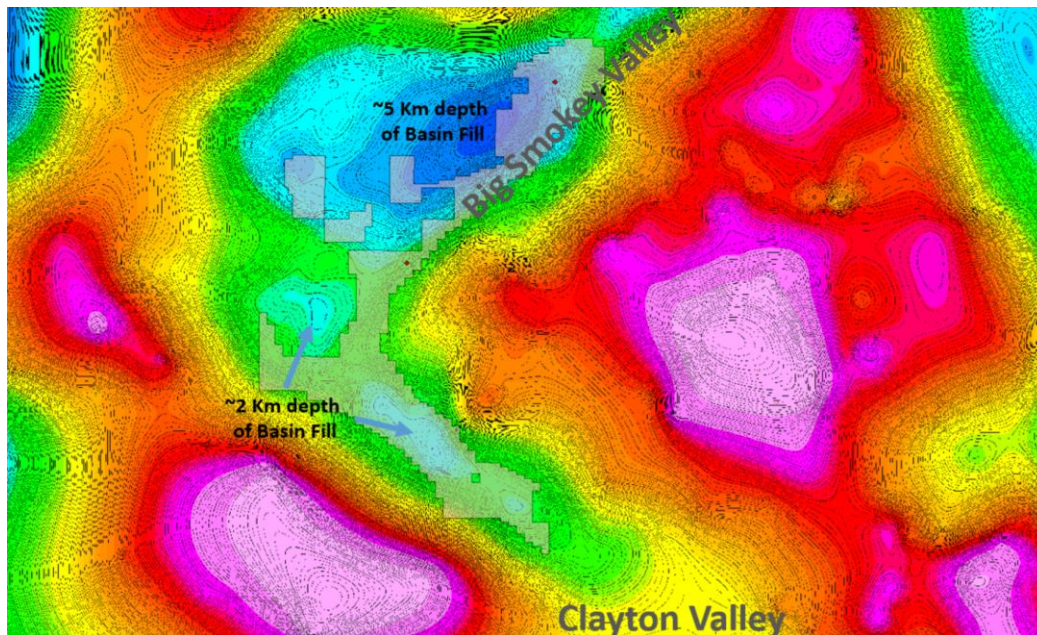 ~5 Km depth
of Basin Fill
Big Smokey Valley
~2 Km depth
of Basin Fill
Clayton Valley